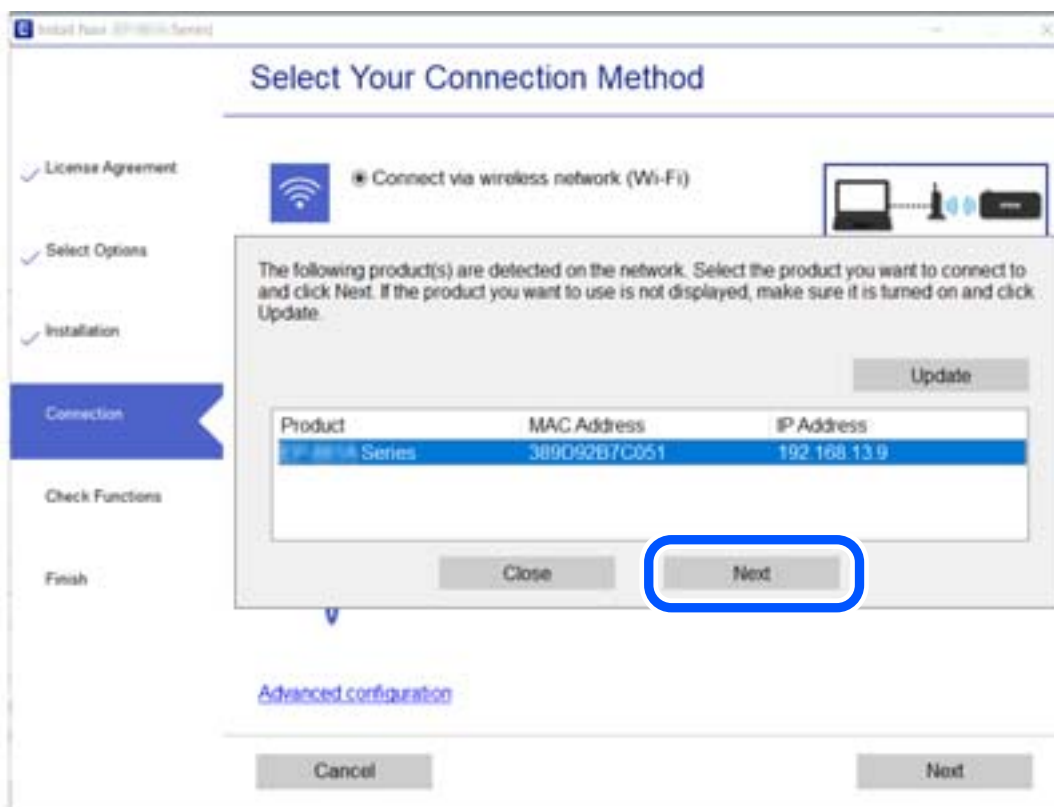 Install Navi
Series]
Select Your Connection Method
License Agreement
Connect via wireless network (Wi-Fi)
Select Options
The following product(s) are detected on the network. Select the product you want to connect to
and click Next. If the product you want to use is not displayed, make sure it is turned on and click
Update.
Installation
Update
Connection
Product MAC Address IP Address
Series 389D92B7C051 192.168.13.9
Check Functions
Close Next
Finish
Advanced configuration
Cancel Next